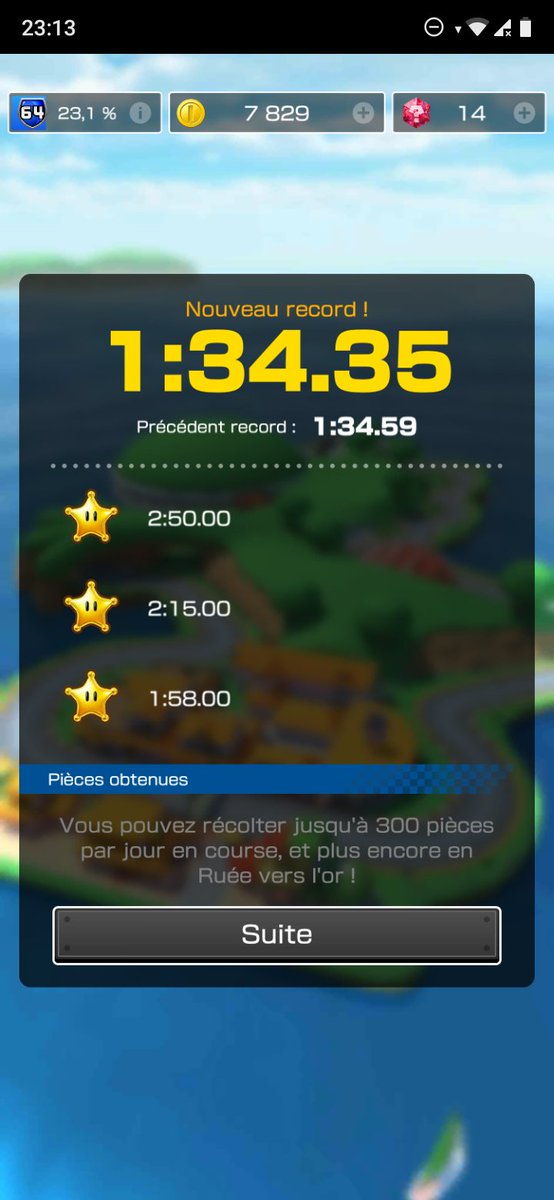 23:13
64 23,1 % i 7 829 + 14 +
Nouveau record !
1:34.35
Précédent record : 1:34.59
2:50.00
2:15.00
1:58.00
Pièces obtenues
Vous pouvez récolter jusqu'à 300 pièces
par jour en course, et plus encore en
Ruée vers l'or !
Suite